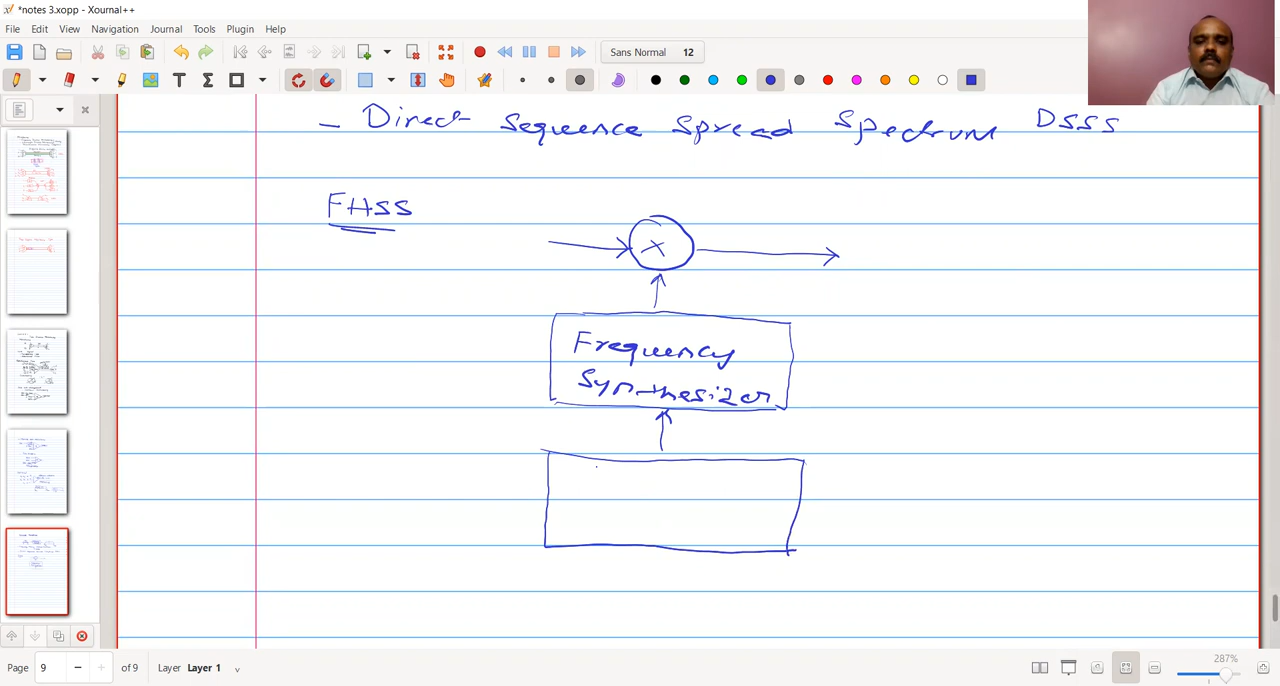 *notes 3.xopp - Xournal++
File Edit View Navigation Journal Tools Plugin Help
Sans Normal 12
- Direct Sequence Spread Spectrum DSSS
FHSS
X
Frequency
Synthesizer
Page 9 of 9 Layer Layer 1
287%